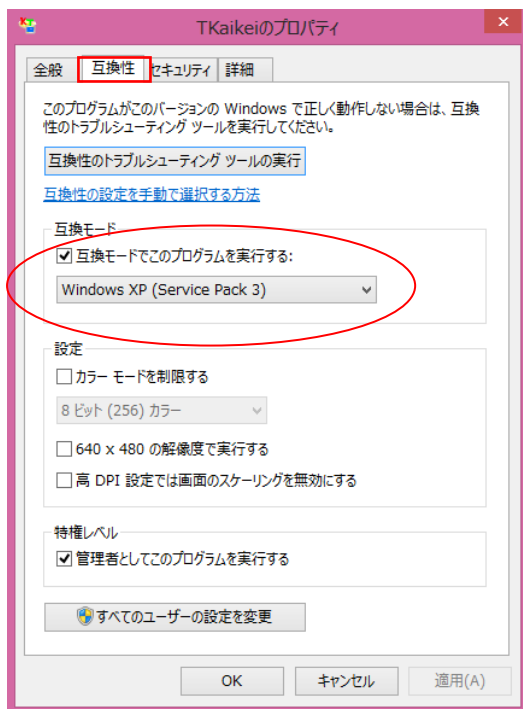 TKaikeiのプロパティ
全般 互換性 セキュリティ 詳細
このプログラムがこのバージョンの Windows で正しく動作しない場合は、互換
性のトラブルシューティング ツールを実行してください。
互換性のトラブルシューティング ツールの実行
互換性の設定を手動で選択する方法
互換モード
互換モードでこのプログラムを実行する:
Windows XP (Service Pack 3)
設定
カラー モードを制限する
8 ビット (256) カラー
640 x 480 の解像度で実行する
高 DPI 設定では画面のスケーリングを無効にする
特権レベル
管理者としてこのプログラムを実行する
すべてのユーザーの設定を変更
OK キャンセル 適用(A)